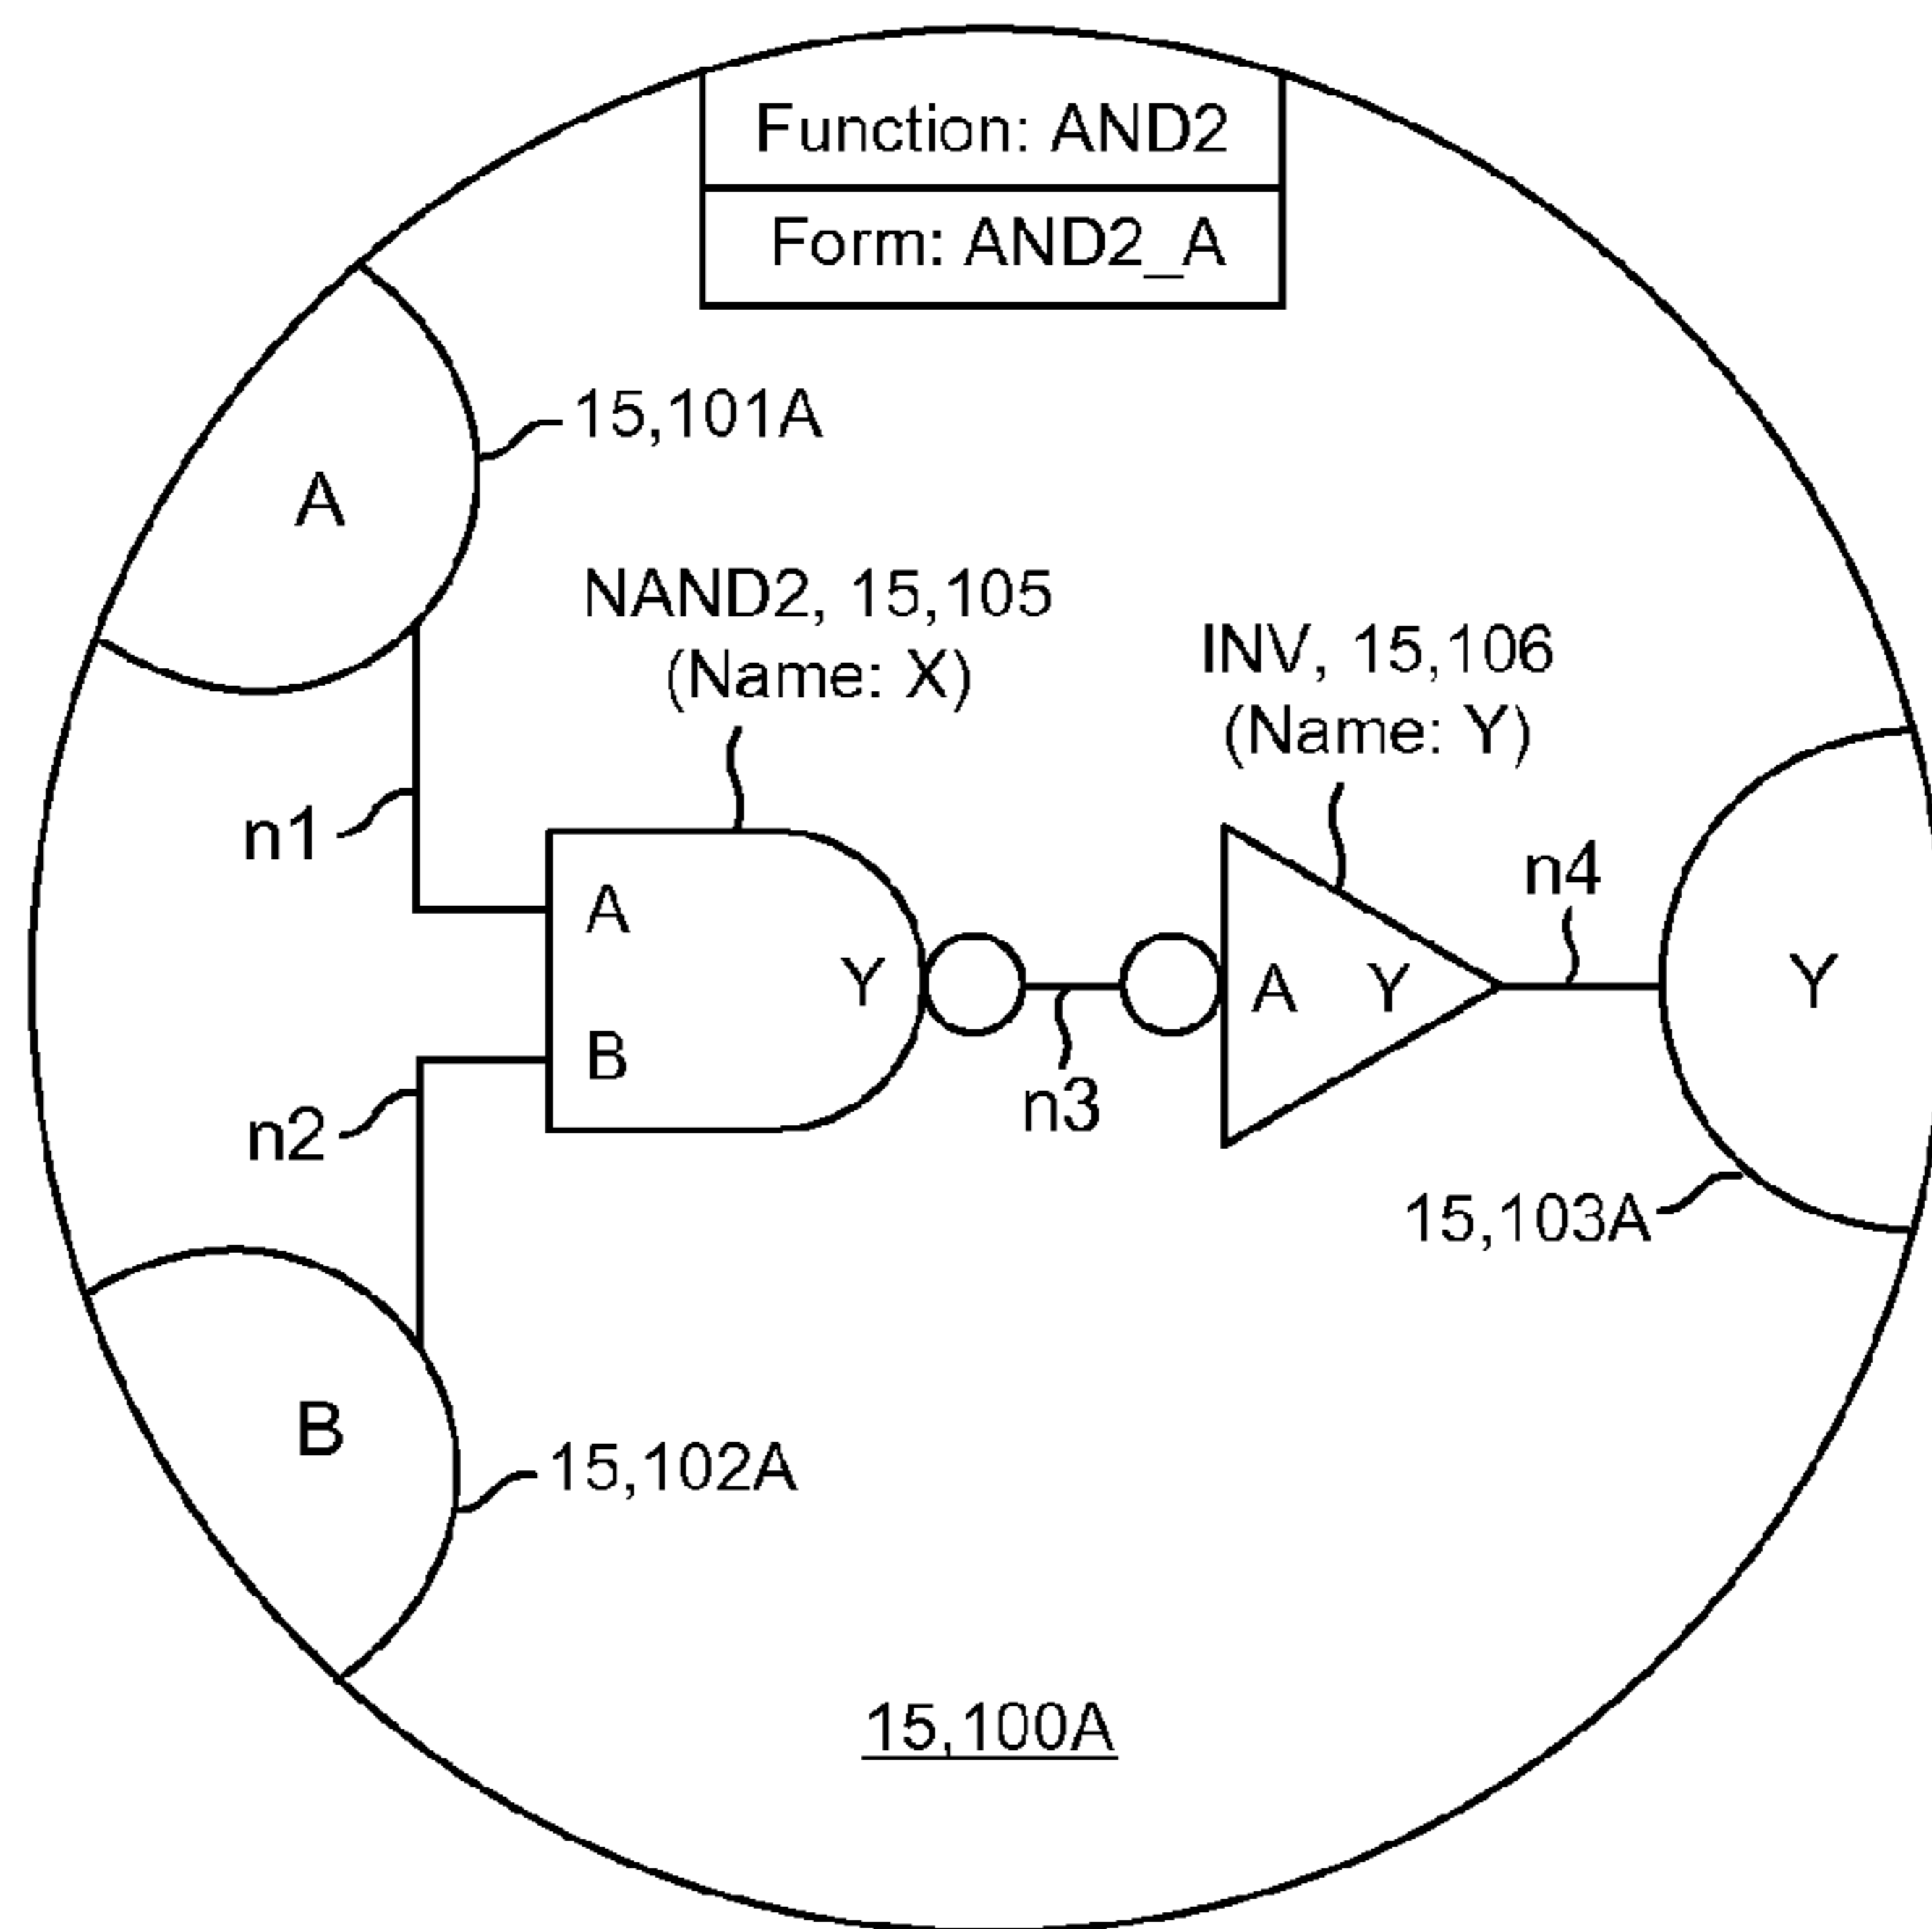 Function: AND2
Form: AND2_A
15,101A
A
NAND2, 15,105
(Name: X)
INV, 15,106
(Name: Y)
n1
n4
A
Y
A Y
Y
B
n3
n2
15,103A
B
15,102A
15,100A